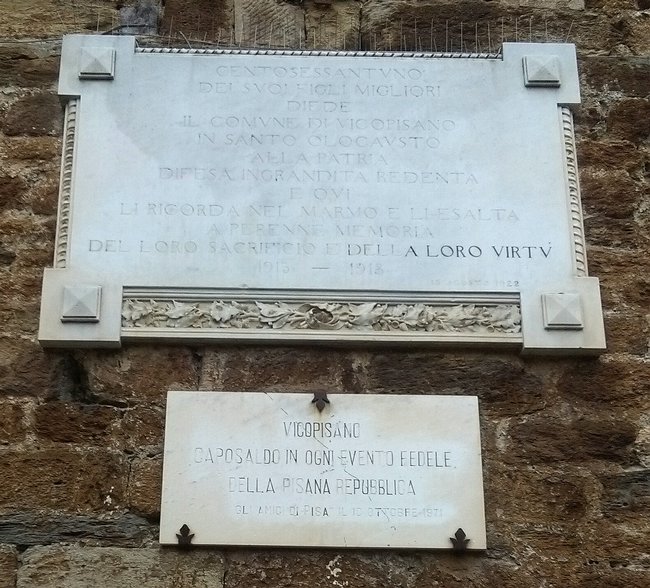 CENTOSESSANTVNO
DEI SVOI FIGLI MIGLIORI
DIEDE
IL COMVNE DI VICOPISANO
IN SANTO OLOCAVSTO
ALLA PATRIA
DIFESA INGRANDITA REDENTA
E QVI
LI RICORDA NEL MARMO E LI ESALTA
A PERENNE MEMORIA
DEL LORO SACRIFICIO E DELLA LORO VIRTV
1915 — 1918
1922
VICOPISANO
CAPOSALDO IN OGNI EVENTO FEDELE
DELLA PISANA REPUBBLICA
GLI AMICI DI PISA IL 10 OTTOBRE 1971